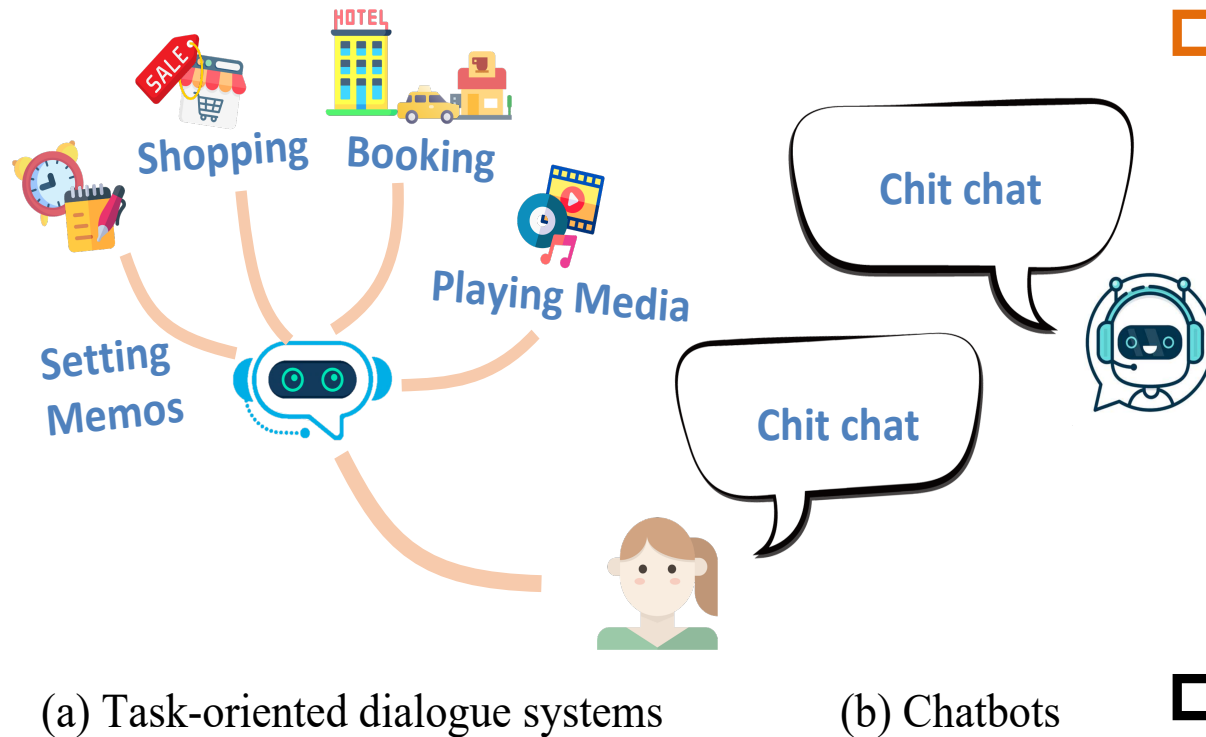 HOTEL
SALE
Shopping
Booking
Chit chat
Playing Media
Setting
Memos
Chit chat
(a) Task-oriented dialogue systems
(b) Chatbots